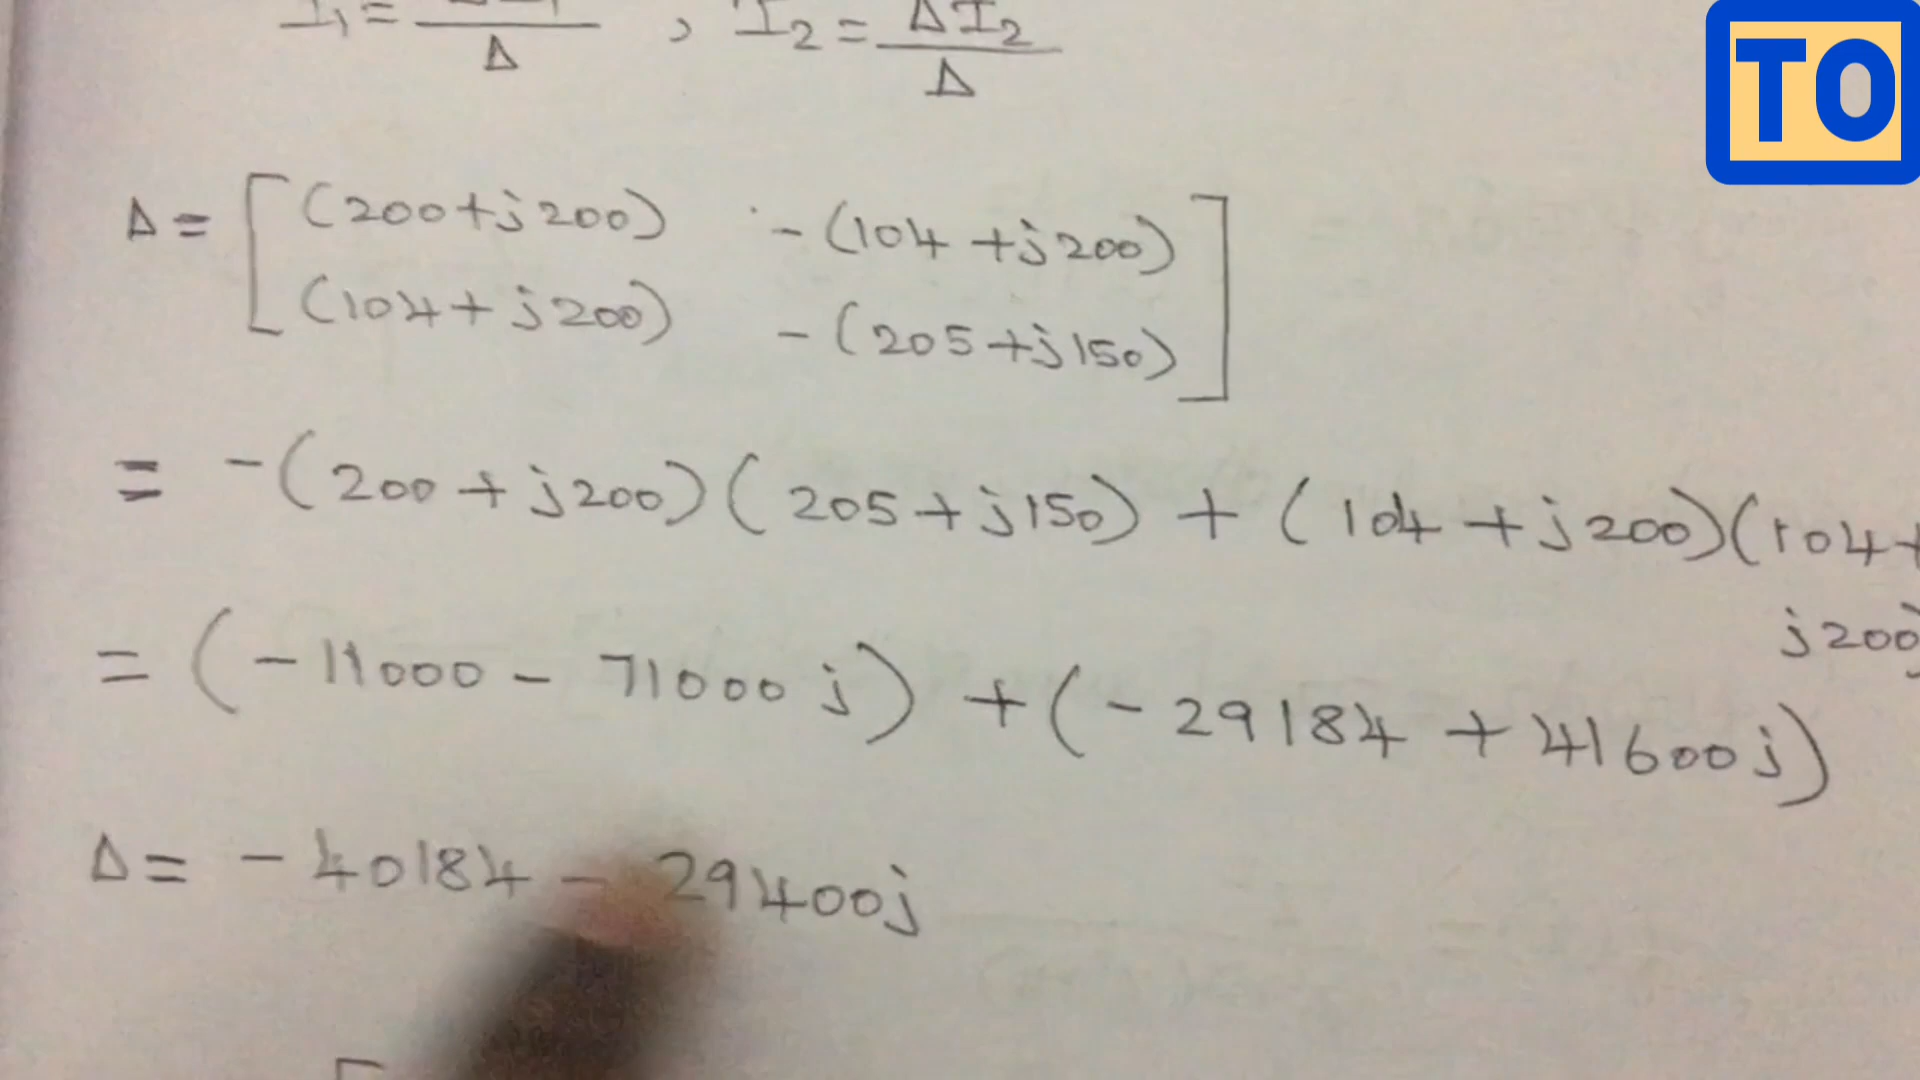 I₁ = / Δ , I₂ = ΔI₂ / Δ
TO
Δ = [ (200+j200) -(104+j200)
(104+j200) -(205+j150) ]
= -(200+j200)(205+j150) + (104+j200)(104+
j200)
= (-11000 - 71000j) + (-29184 + 41600j)
Δ = -40184 - 29400j